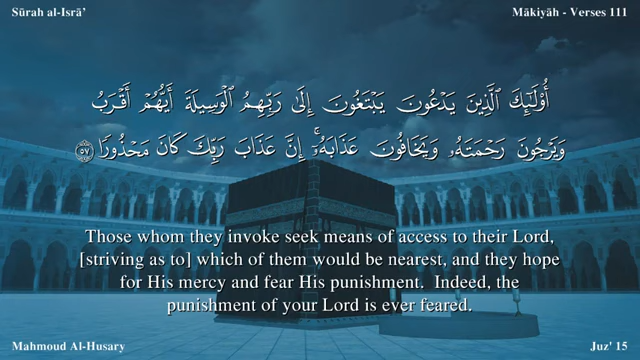 Sūrah al-Isrā’
Mākiyāh - Verses 111
أُوْلَـٰٓئِكَ ٱلَّذِينَ يَدۡعُونَ يَبۡتَغُونَ إِلَىٰ رَبِّهِمُ ٱلۡوَسِيلَةَ أَيُّهُمۡ أَقۡرَبُ
وَيَرۡجُونَ رَحۡمَتَهُۥ وَيَخَافُونَ عَذَابَهُۥٓۚ إِنَّ عَذَابَ رَبِّكَ كَانَ مَحۡذُورٗا ٥٧
Those whom they invoke seek means of access to their Lord,
[striving as to] which of them would be nearest, and they hope
for His mercy and fear His punishment.  Indeed, the
punishment of your Lord is ever feared.
Mahmoud Al-Husary
Juz' 15